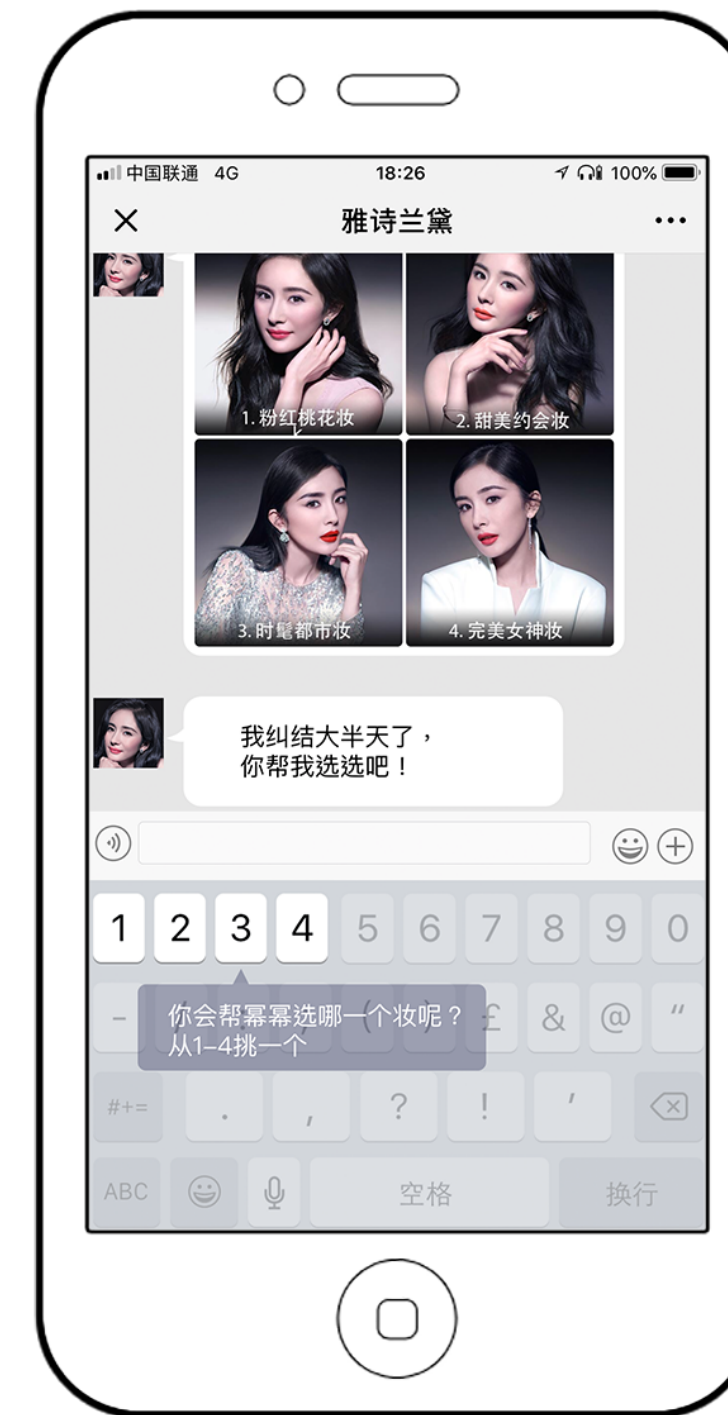 中国联通 4G 18:26 100%
雅诗兰黛
1.粉红桃花妆 2.甜美约会妆
3.时髦都市妆 4.完美女神妆
我纠结大半天了，
你帮我选选吧！
1 2 3 4 5 6 7 8 9 0
- / : ; ( ) £ & @ “
你会帮幂幂选哪一个妆呢？
从1–4挑一个
#+= . , ? ! ′
ABC 空格 换行